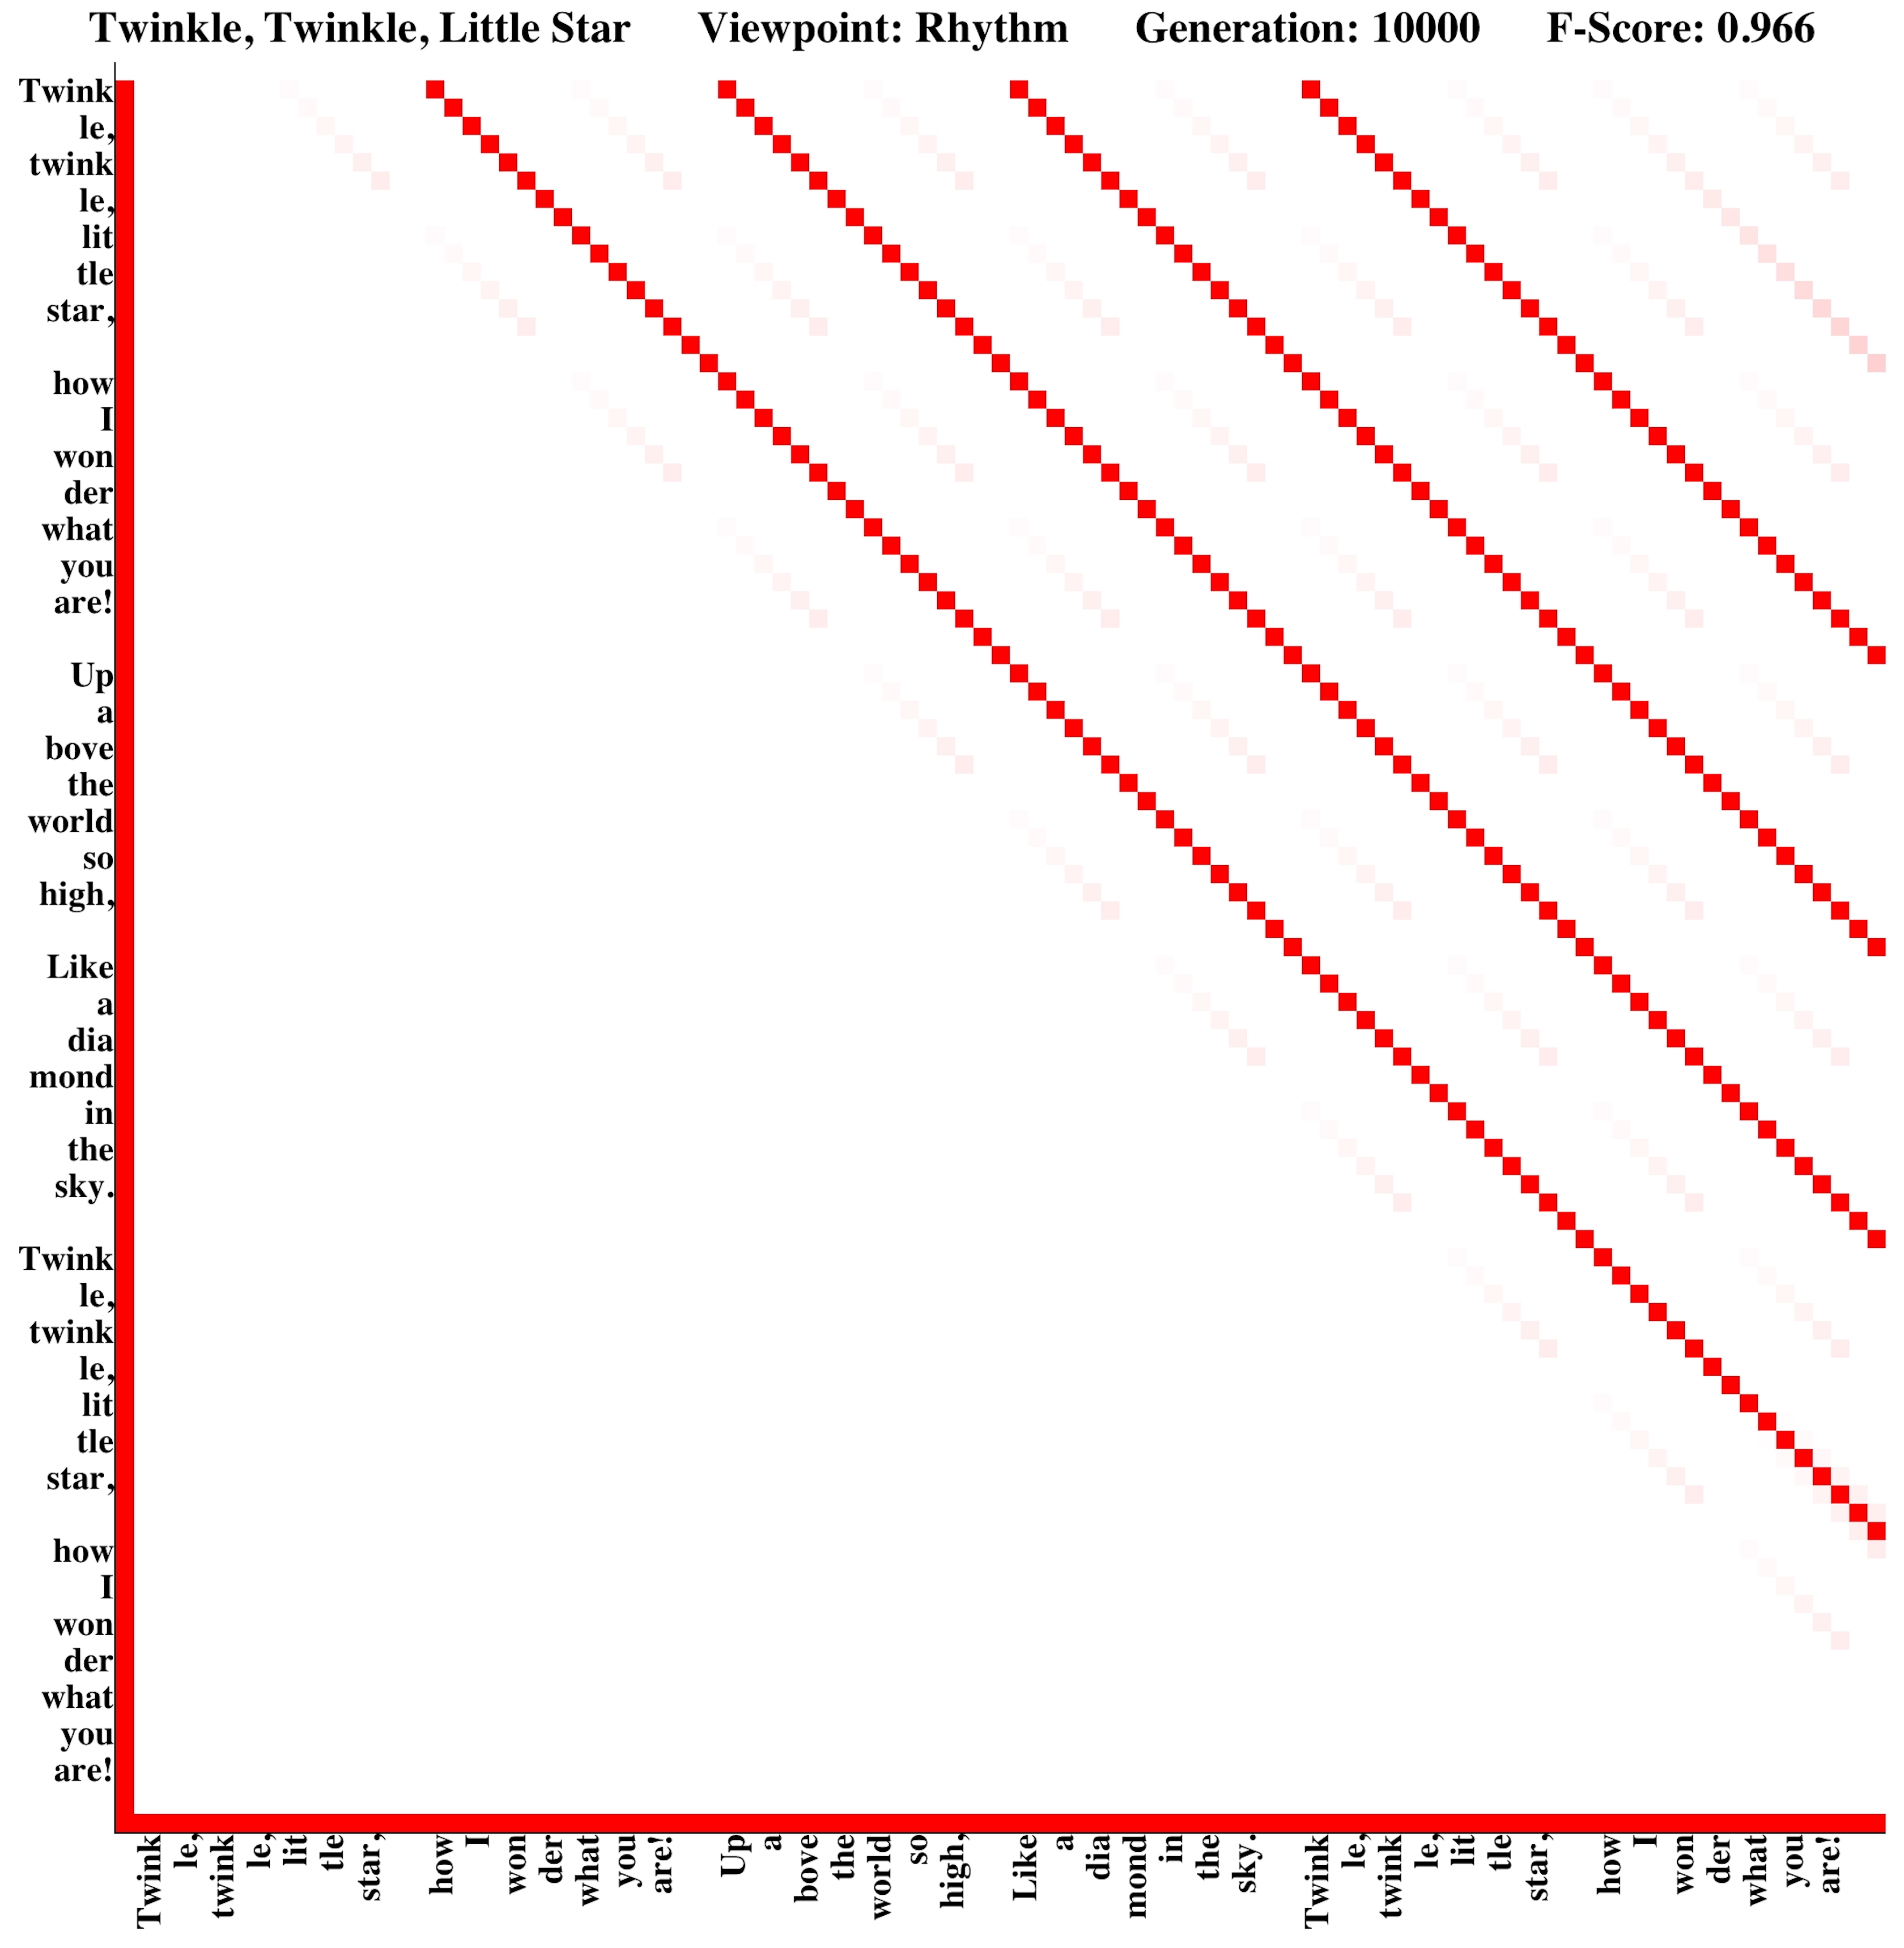 Twinkle, Twinkle, Little Star Viewpoint: Rhythm Generation: 10000 F-Score: 0.966
Twink
le,
twink
le,
lit
tle
star,
how
I
won
der
what
you
are!
Up
a
bove
the
world
so
high,
Like
a
dia
mond
in
the
sky.
Twink
le,
twink
le,
lit
tle
star,
how
I
won
der
what
you
are!
Twink
le,
twink
le,
lit
tle
star,
how
I
won
der
what
you
are!
Up
a
bove
the
world
so
high,
Like
a
dia
mond
in
the
sky.
Twink
le,
twink
le,
lit
tle
star,
how
I
won
der
what
you
are!